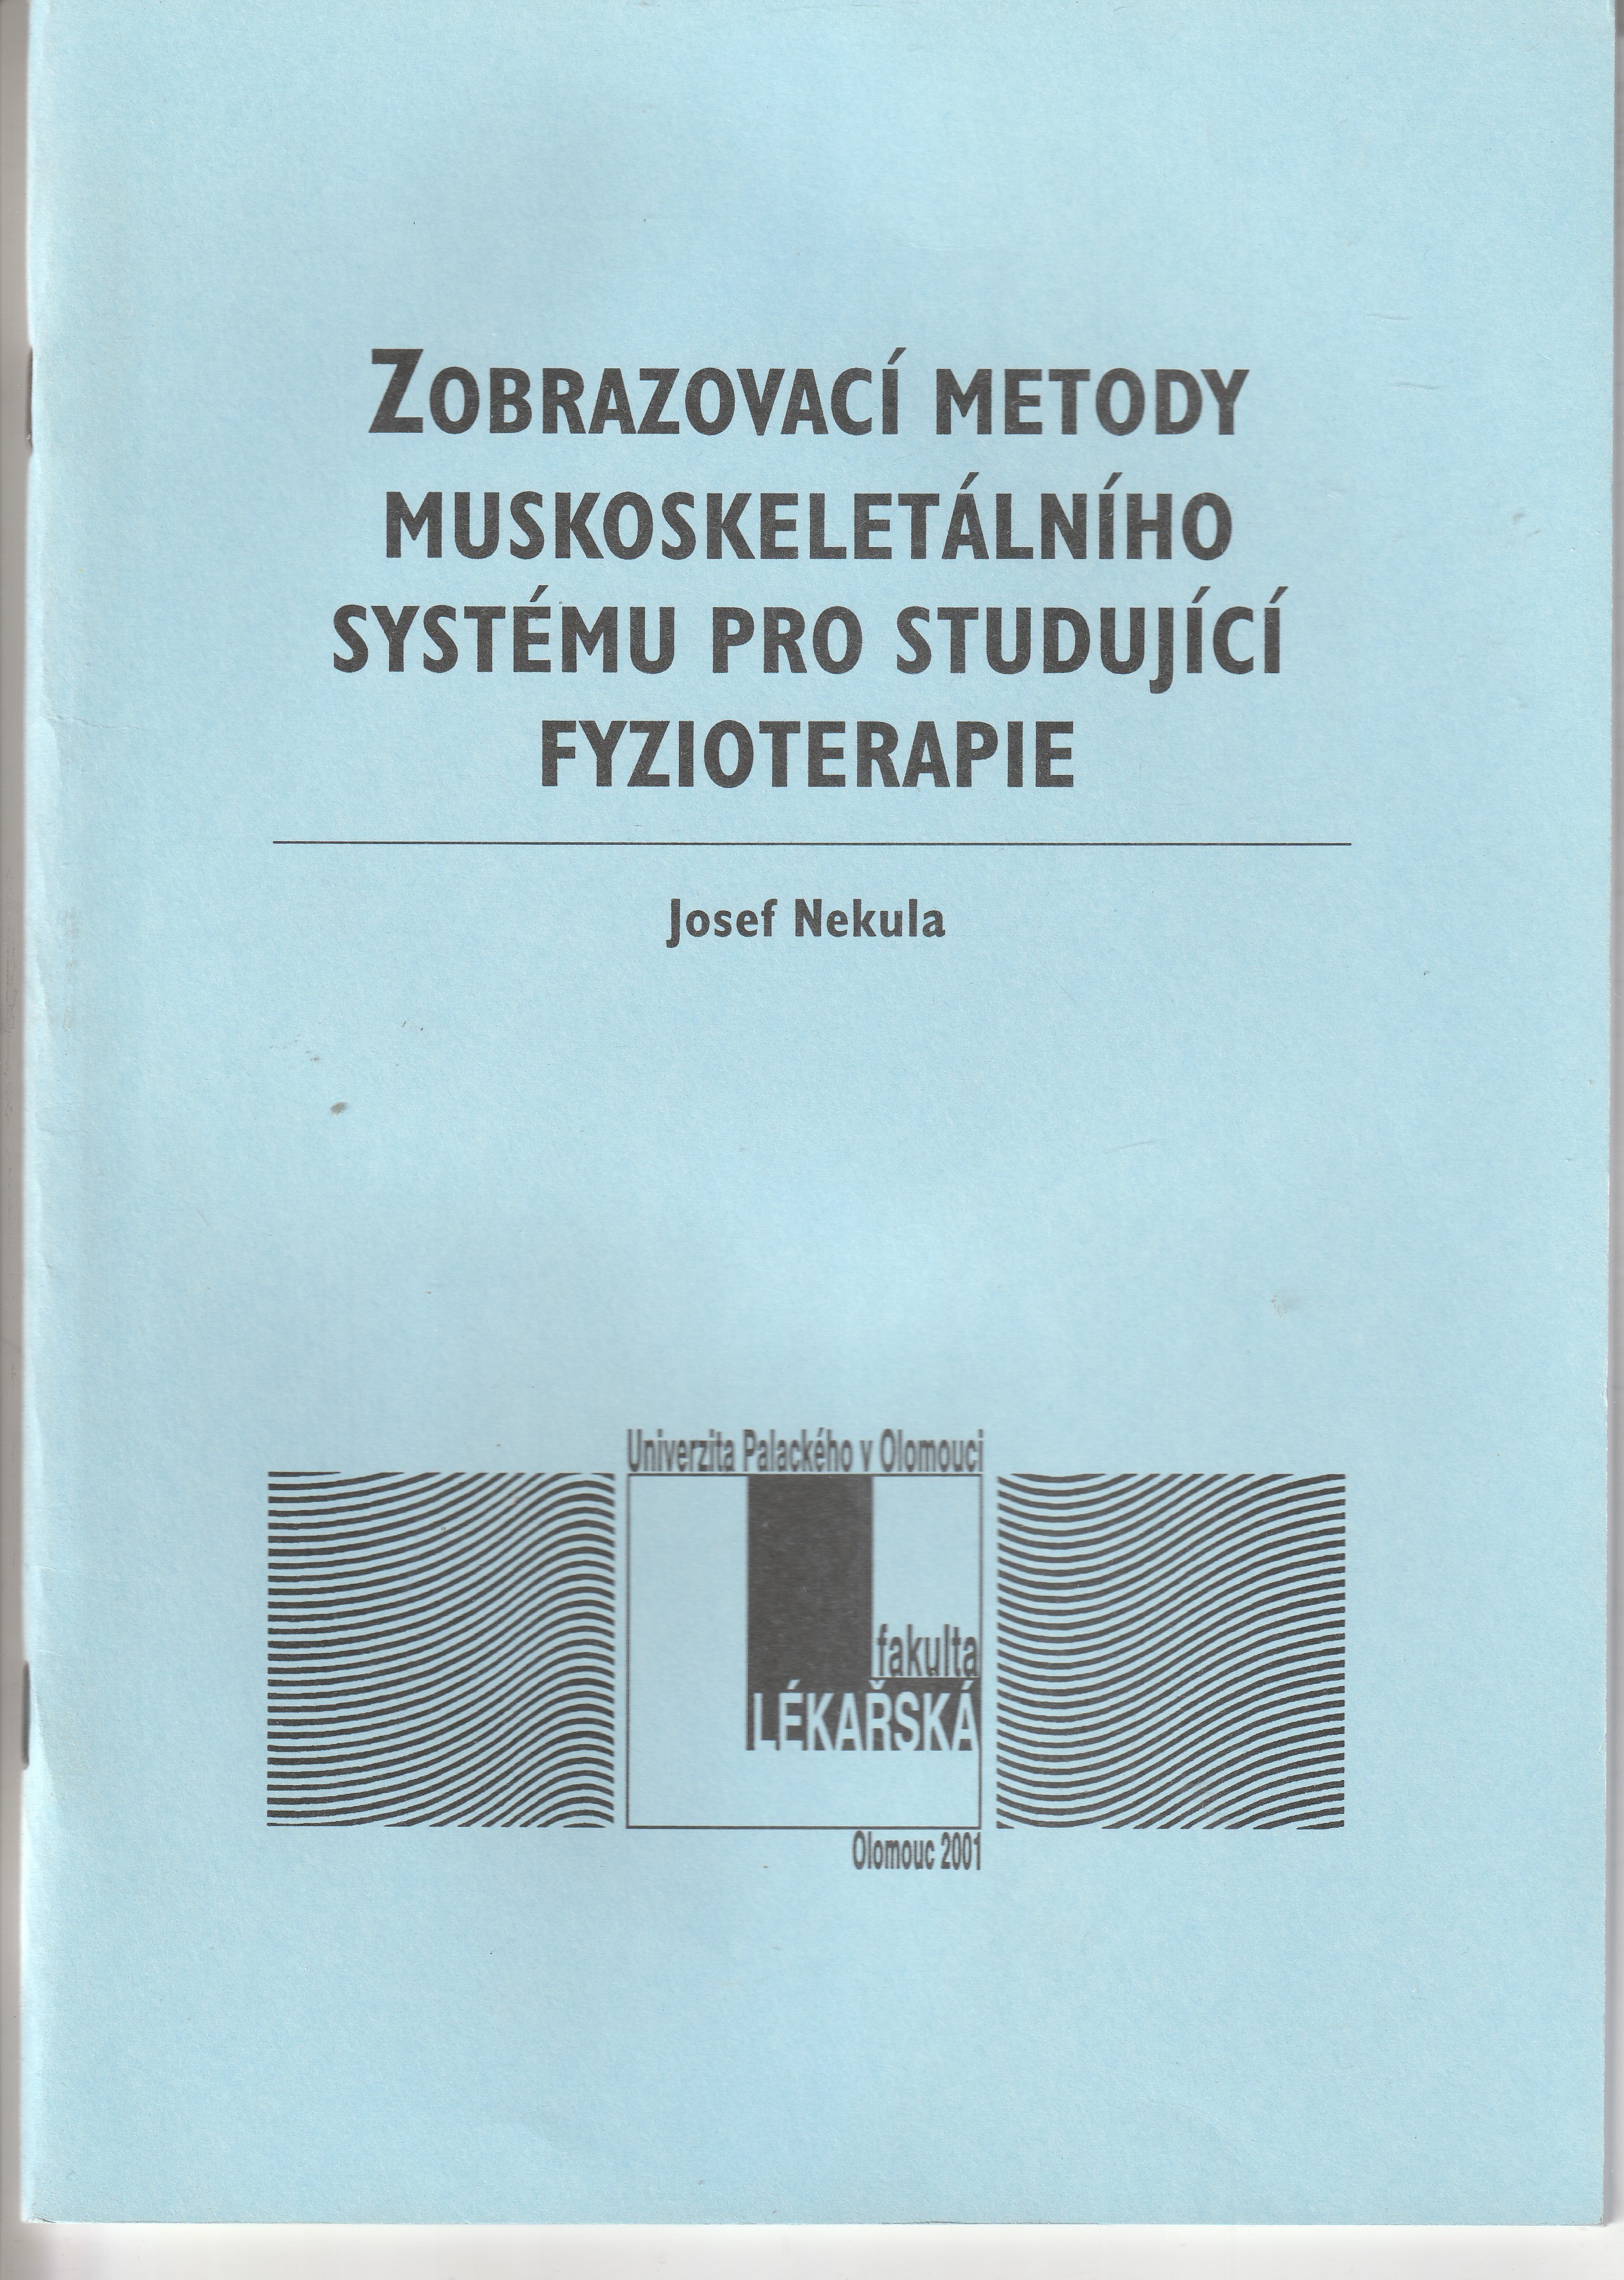 ZOBRAZOVACÍ METODY
MUSKOSKELETÁLNÍHO
SYSTÉMU PRO STUDUJÍCÍ
FYZIOTERAPIE
Josef Nekula
Univerzita Palackého v Olomouci
fakulta
LÉKAŘSKÁ
Olomouc 2001